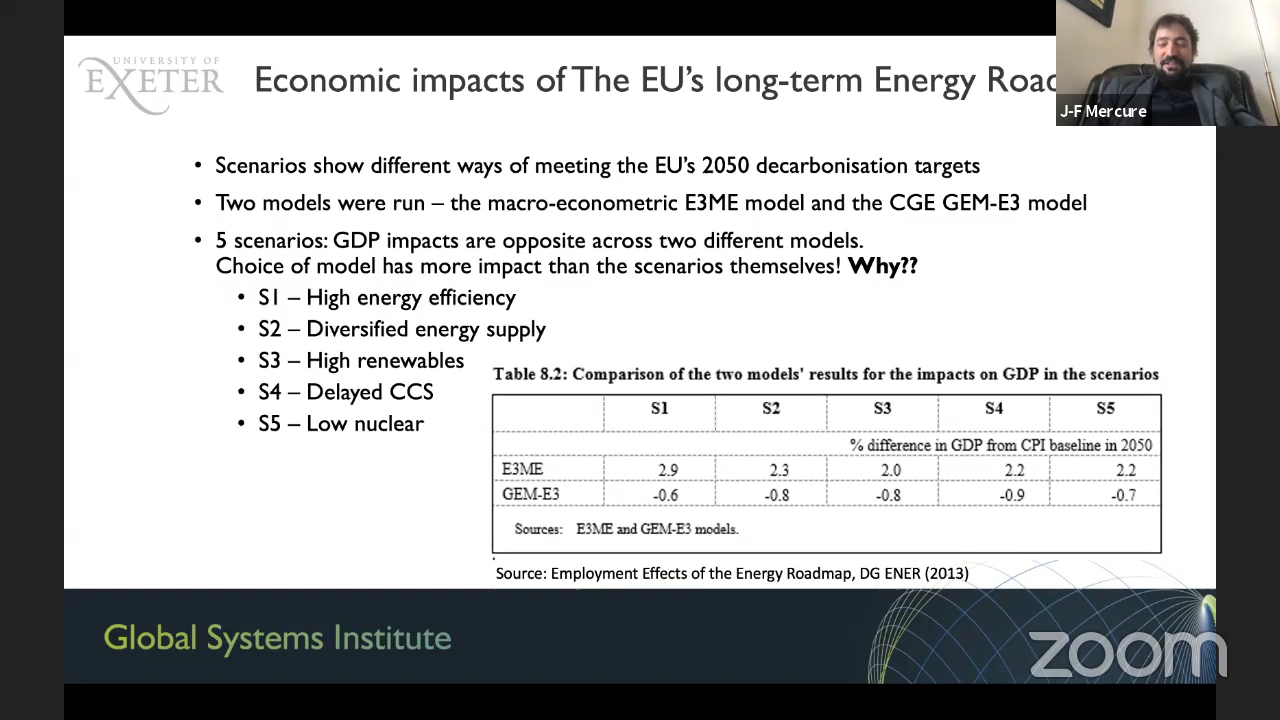 UNIVERSITY OF
EXETER
Economic impacts of The EU's long-term Energy Road
J-F Mercure
• Scenarios show different ways of meeting the EU's 2050 decarbonisation targets
• Two models were run – the macro-econometric E3ME model and the CGE GEM-E3 model
• 5 scenarios: GDP impacts are opposite across two different models.
Choice of model has more impact than the scenarios themselves! Why??
• S1 – High energy efficiency
• S2 – Diversified energy supply
• S3 – High renewables
• S4 – Delayed CCS
• S5 – Low nuclear
Table 8.2: Comparison of the two models' results for the impacts on GDP in the scenarios
S1 S2 S3 S4 S5
% difference in GDP from CPI baseline in 2050
E3ME 2.9 2.3 2.0 2.2 2.2
GEM-E3 -0.6 -0.8 -0.8 -0.9 -0.7
Sources: E3ME and GEM-E3 models.
Source: Employment Effects of the Energy Roadmap, DG ENER (2013)
Global Systems Institute
zoom